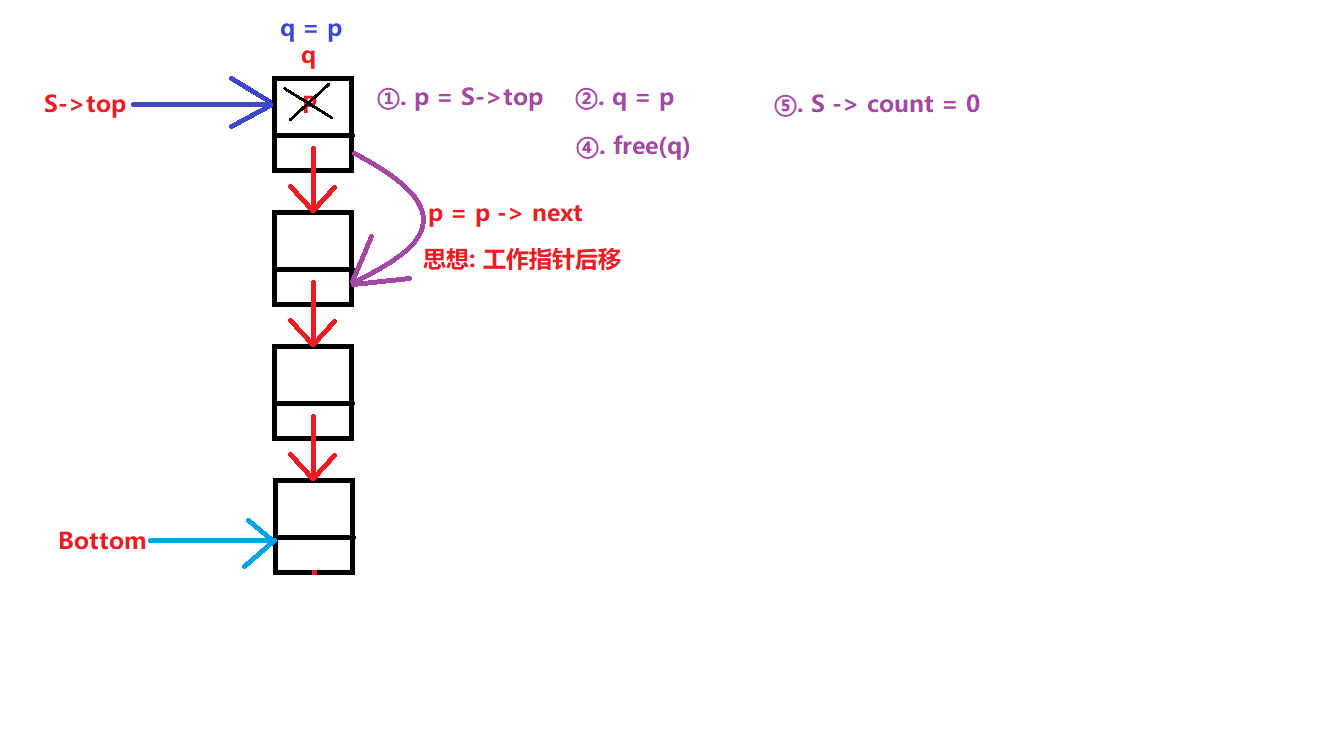 q = p
q
S->top
p
①. p = S->top
②. q = p
⑤. S -> count = 0
④. free(q)
p = p -> next
思想: 工作指针后移
Bottom